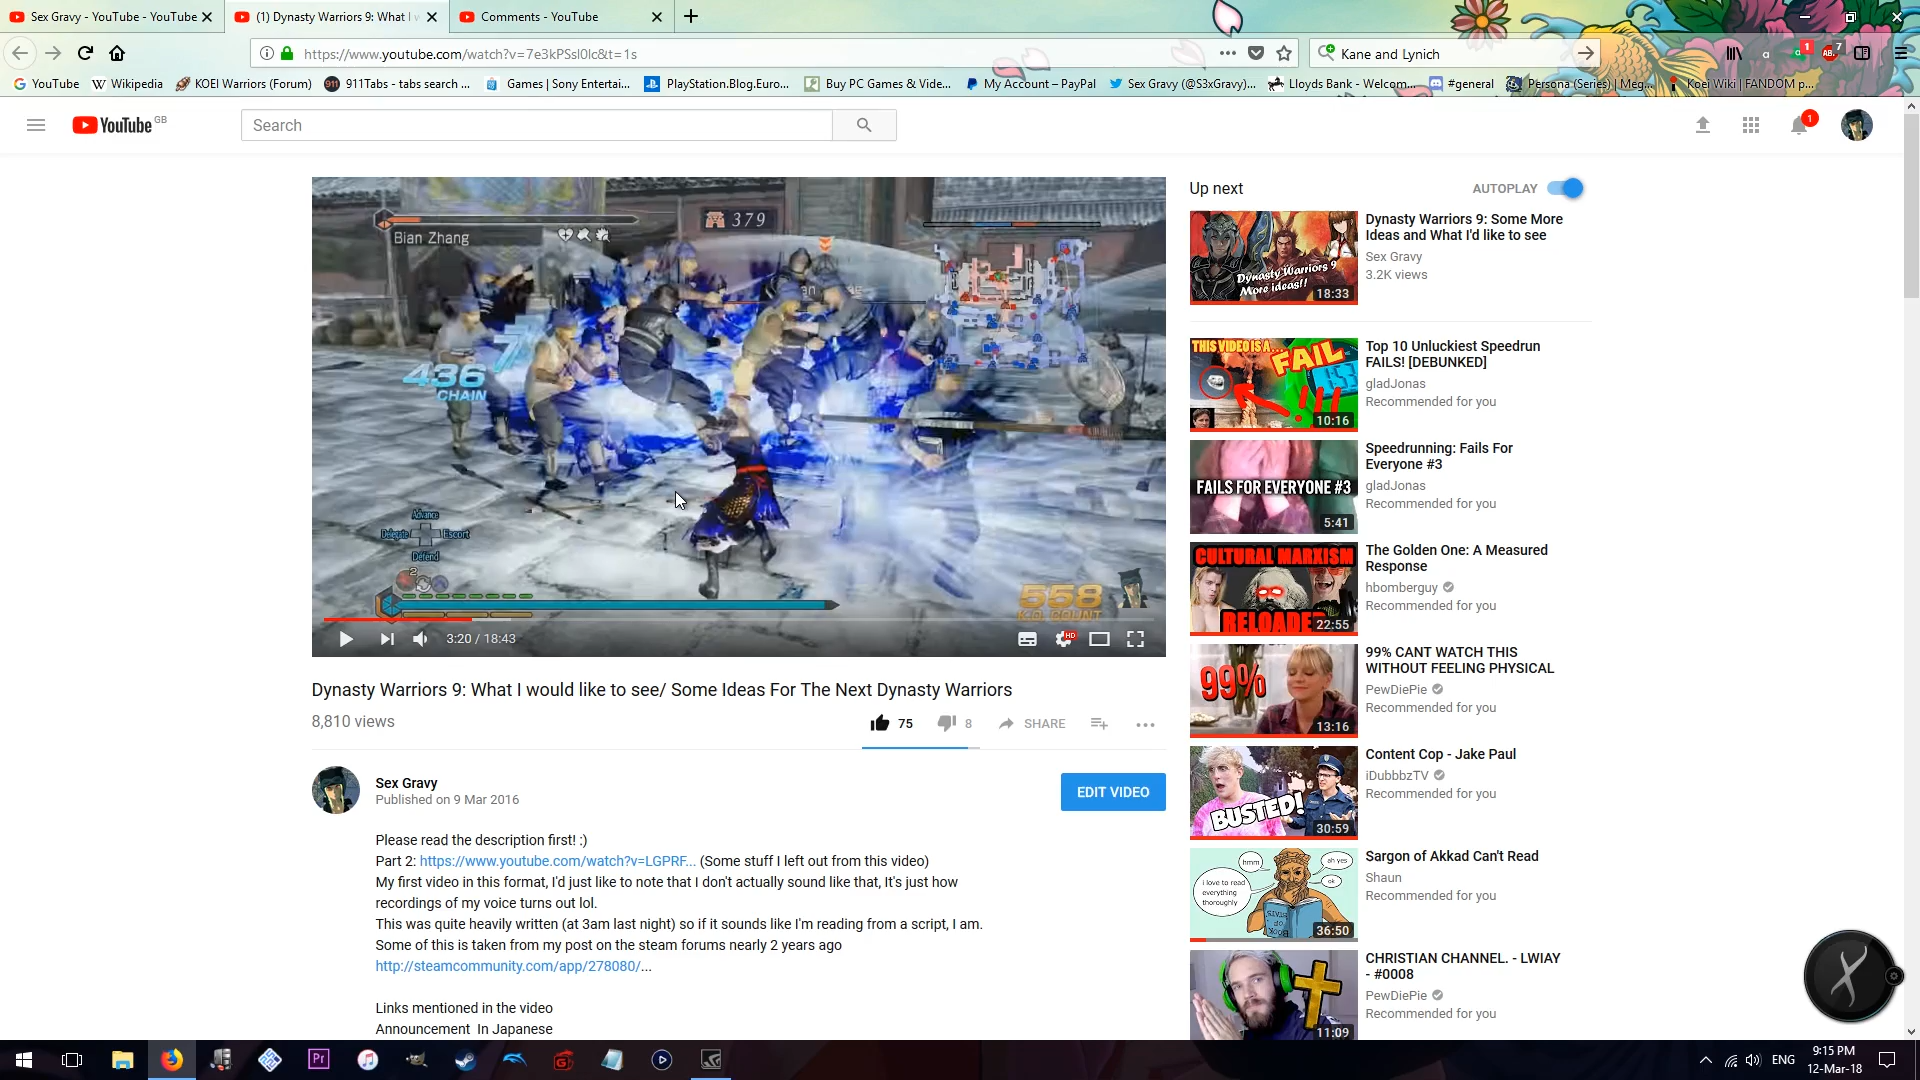 Sex Gravy - YouTube - YouTube
(1) Dynasty Warriors 9: What I w
Comments - YouTube
https://www.youtube.com/watch?v=7e3kPSsl0lc&t=1s
Kane and Lynich
YouTube
Wikipedia
KOEI Warriors (Forum)
911Tabs - tabs search ...
Games | Sony Entertai...
PlayStation.Blog.Euro...
Buy PC Games & Vide...
My Account – PayPal
Sex Gravy (@S3xGravy)...
Lloyds Bank - Welcom...
#general
Persona (Series) | Meg...
Koei Wiki | FANDOM p...
YouTube GB
Search
1
Bian Zhang
379
436
CHAIN
Advance
Delegate
Escort
Defend
2
558
K.O. COUNT
3:20 / 18:43
HD
Dynasty Warriors 9: What I would like to see/ Some Ideas For The Next Dynasty Warriors
8,810 views
75
8
SHARE
Sex Gravy
Published on 9 Mar 2016
EDIT VIDEO
Please read the description first! :)
Part 2: https://www.youtube.com/watch?v=LGPRF... (Some stuff I left out from this video)
My first video in this format, I'd just like to note that I don't actually sound like that, It's just how
recordings of my voice turns out lol.
This was quite heavily written (at 3am last night) so if it sounds like I'm reading from a script, I am.
Some of this is taken from my post on the steam forums nearly 2 years ago
http://steamcommunity.com/app/278080/...
Links mentioned in the video
Announcement In Japanese
Up next
AUTOPLAY
Dynasty Warriors 9
More ideas!!
18:33
Dynasty Warriors 9: Some More
Ideas and What I'd like to see
Sex Gravy
3.2K views
THIS VIDEO IS A...
FAIL
10:16
Top 10 Unluckiest Speedrun
FAILS! [DEBUNKED]
gladJonas
Recommended for you
FAILS FOR EVERYONE #3
5:41
Speedrunning: Fails For
Everyone #3
gladJonas
Recommended for you
CULTURAL MARXISM
RELOADED
22:55
The Golden One: A Measured
Response
hbomberguy
Recommended for you
99%
13:16
99% CANT WATCH THIS
WITHOUT FEELING PHYSICAL
PewDiePie
Recommended for you
BUSTED!
30:59
Content Cop - Jake Paul
iDubbbzTV
Recommended for you
hmm
ah yes
ok
i love to read
everything
thoroughly
36:50
Sargon of Akkad Can't Read
Shaun
Recommended for you
11:09
CHRISTIAN CHANNEL. - LWIAY
- #0008
PewDiePie
Recommended for you
Pr
ENG
9:15 PM
12-Mar-18